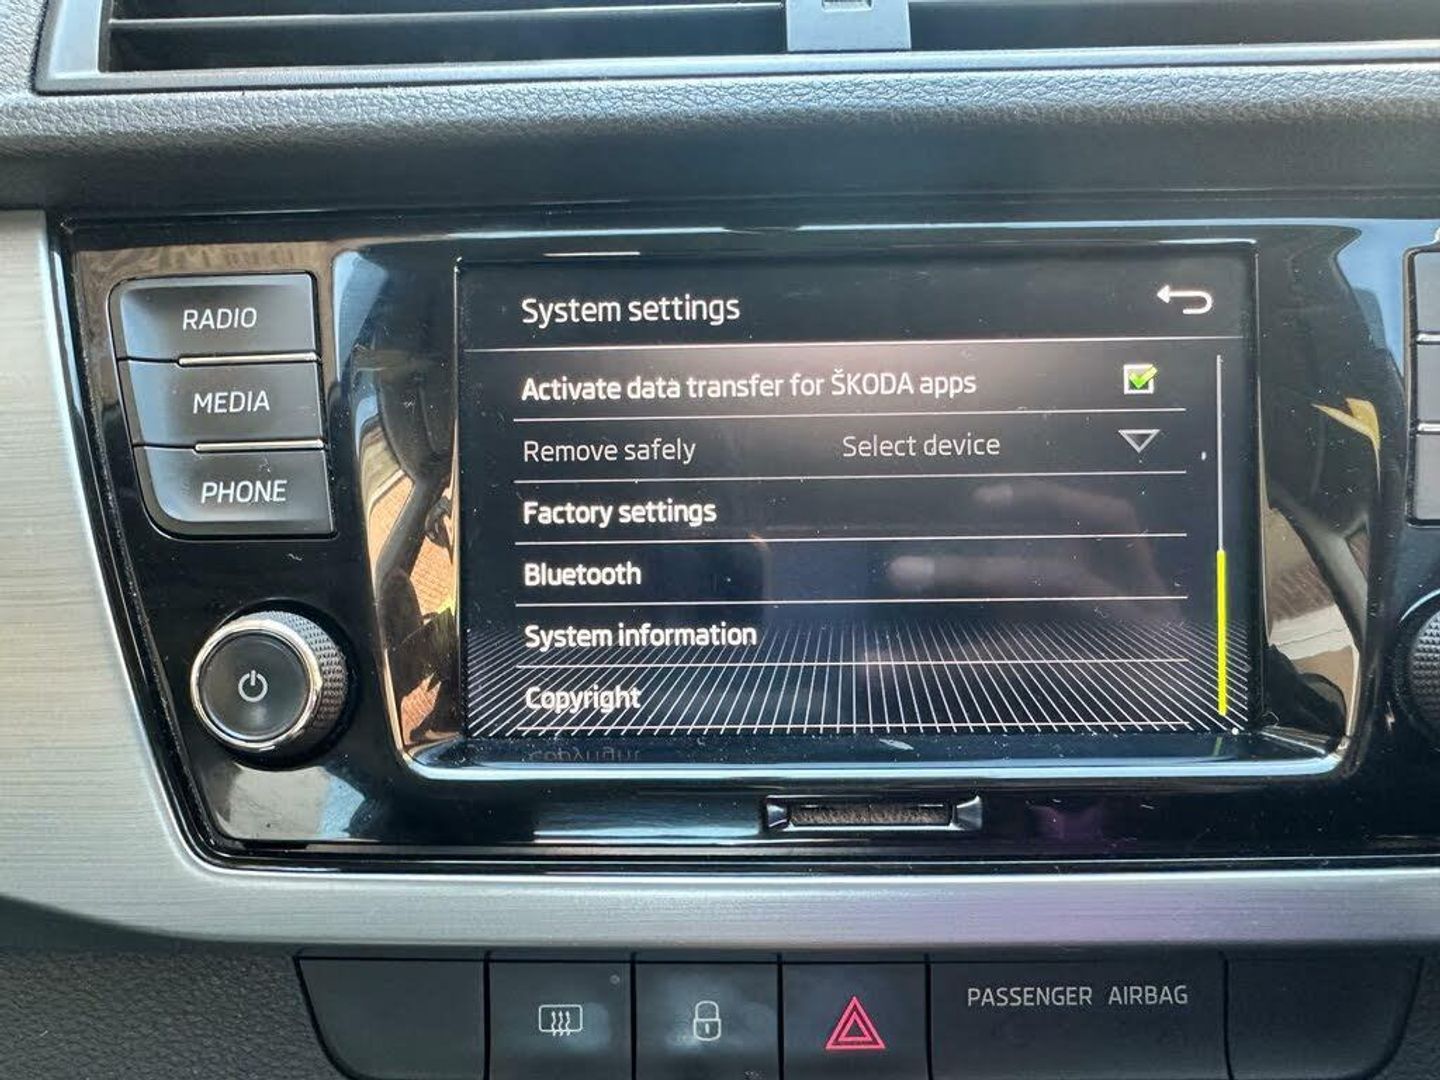 RADIO
MEDIA
PHONE
System settings
Activate data transfer for ŠKODA apps
Remove safely Select device
Factory settings
Bluetooth
System information
Copyright
PASSENGER AIRBAG